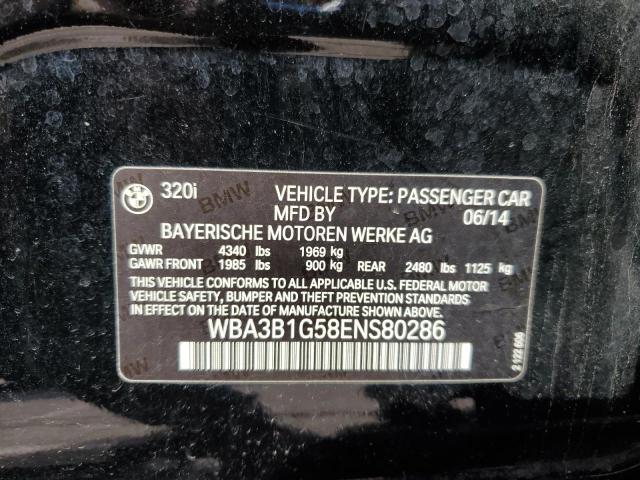 320i VEHICLE TYPE: PASSENGER CAR
MFD BY 06/14
BAYERISCHE MOTOREN WERKE AG
GVWR 4340 lbs 1969 kg
GAWR FRONT 1985 lbs 900 kg REAR 2480 lbs 1125 kg
THIS VEHICLE CONFORMS TO ALL APPLICABLE U.S. FEDERAL MOTOR
VEHICLE SAFETY, BUMPER AND THEFT PREVENTION STANDARDS
IN EFFECT ON THE DATE OF MANUFACTURE SHOWN ABOVE.
WBA3B1G58ENS80286